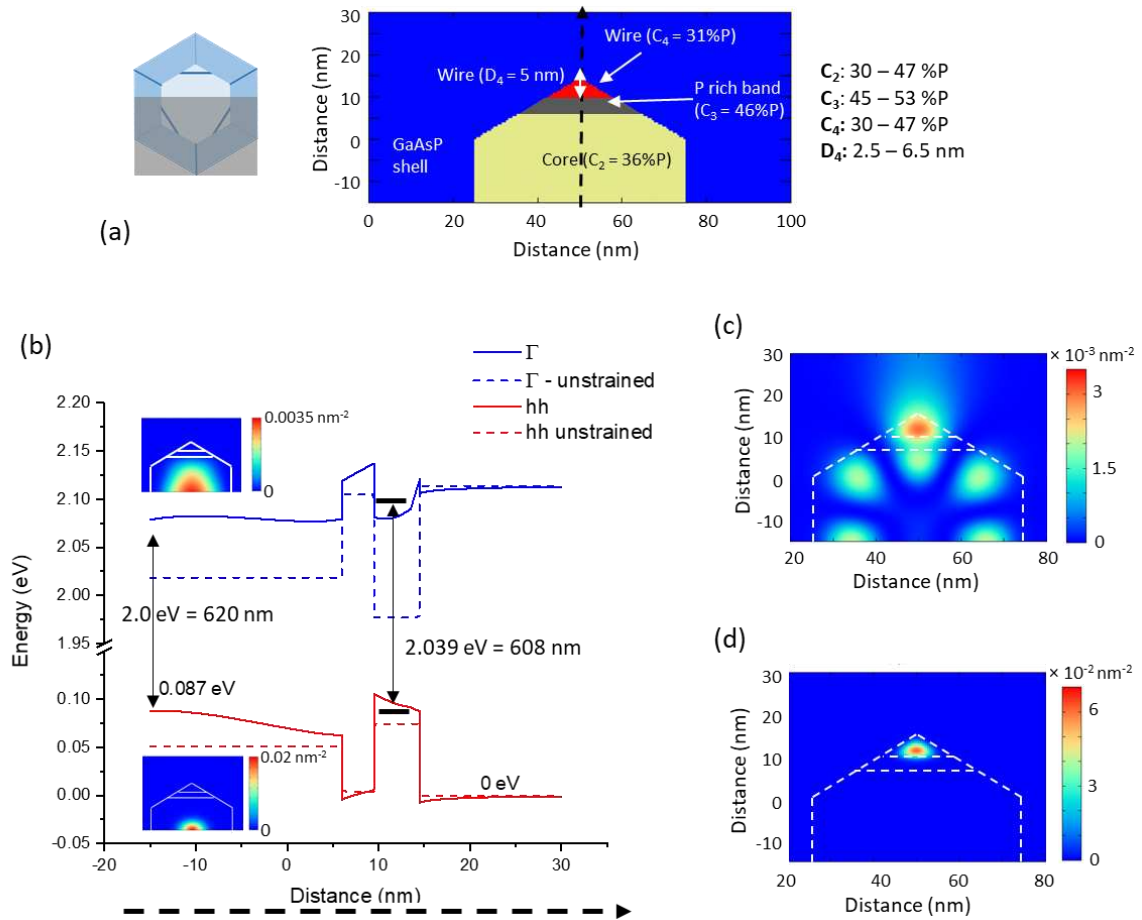 (a)
30
20
10
0
-10
Distance (nm)
0
20
40
60
80
100
Distance (nm)
Wire (C4 = 31%P)
Wire (D4 = 5 nm)
P rich band
(C3 = 46%P)
GaAsP
shell
Core (C2 = 36%P)
C2: 30 – 47 %P
C3: 45 – 53 %P
C4: 30 – 47 %P
D4: 2.5 – 6.5 nm
(b)
Γ
Γ - unstrained
hh
hh unstrained
2.20
2.15
2.10
2.05
2.00
1.95
0.10
0.05
0.00
-0.05
Energy (eV)
0.0035 nm-2
0
2.0 eV = 620 nm
2.039 eV = 608 nm
0.087 eV
0.02 nm-2
0
0 eV
-20
-10
0
10
20
30
Distance (nm)
(c)
× 10-3 nm-2
30
20
10
0
-10
Distance (nm)
3
1.5
0
20
40
60
80
Distance (nm)
(d)
× 10-2 nm-2
30
20
10
0
-10
Distance (nm)
6
4
2
0
20
40
60
80
Distance (nm)